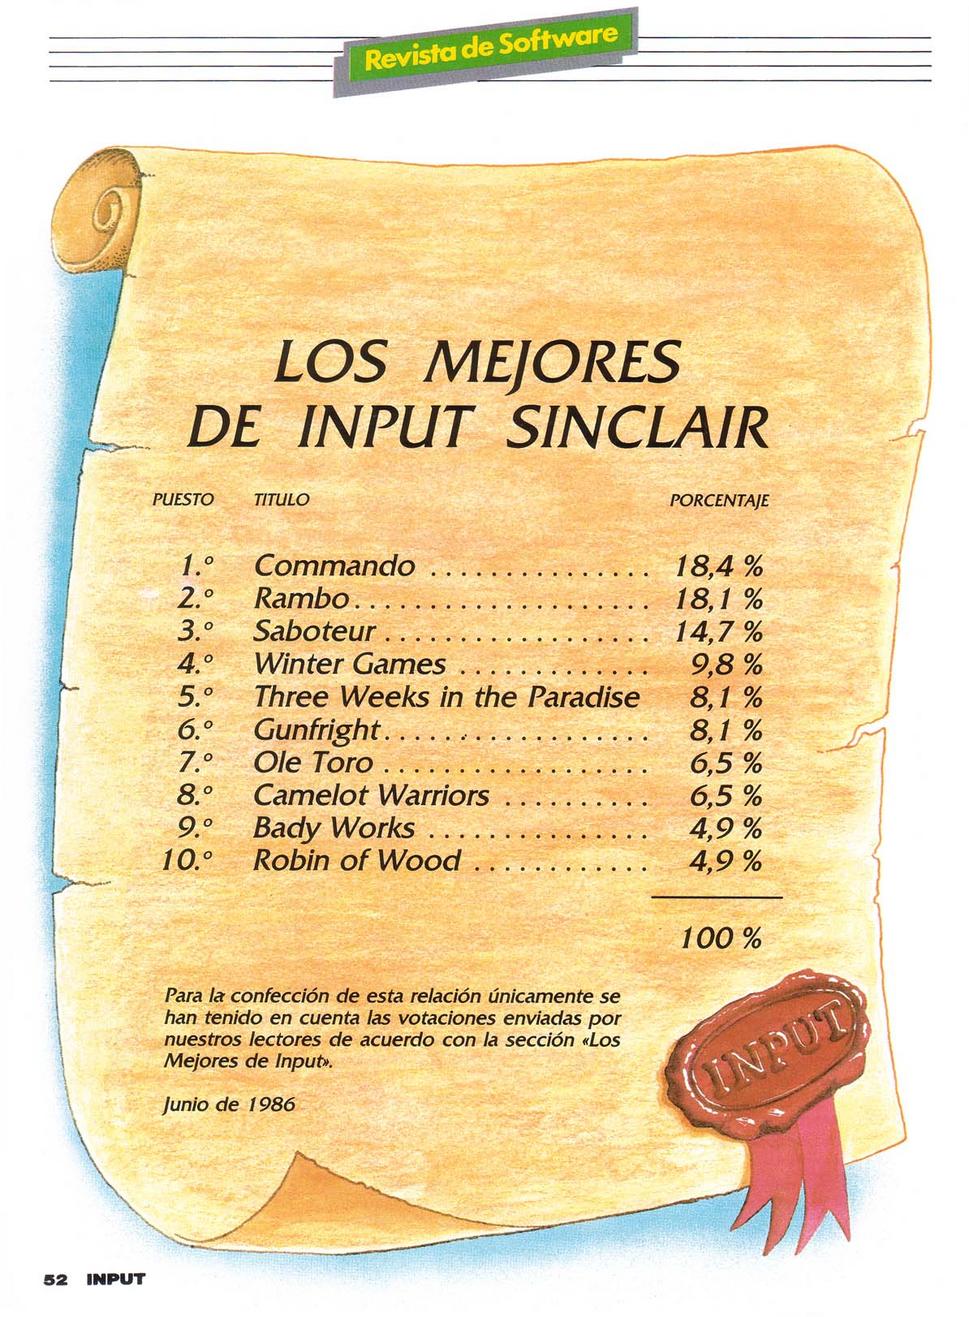 Revista de Software
LOS MEJORES
DE INPUT SINCLAIR
PUESTO TITULO PORCENTAJE
1.º Commando ............... 18,4 %
2.º Rambo.................... 18,1 %
3.º Saboteur .................. 14,7 %
4.º Winter Games ............. 9,8 %
5.º Three Weeks in the Paradise 8,1 %
6.º Gunfright.................. 8,1 %
7.º Ole Toro .................. 6,5 %
8.º Camelot Warriors .......... 6,5 %
9.º Bady Works ............... 4,9 %
10.º Robin of Wood ............ 4,9 %
100 %
Para la confección de esta relación únicamente se
han tenido en cuenta las votaciones enviadas por
nuestros lectores de acuerdo con la sección «Los
Mejores de Input».
Junio de 1986
INPUT
52 INPUT